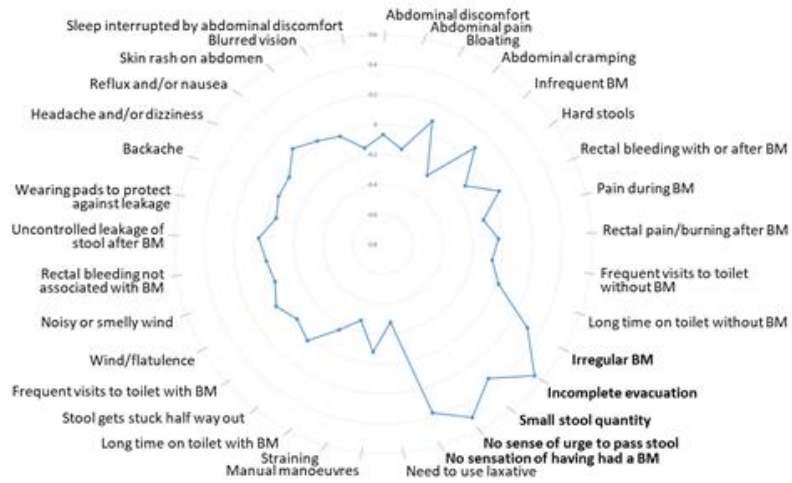 Abdominal discomfort
Abdominal pain
Bloating
Abdominal cramping
Infrequent BM
Hard stools
Rectal bleeding with or after BM
Pain during BM
Rectal pain/burning after BM
Frequent visits to toilet
without BM
Long time on toilet without BM
Irregular BM
Incomplete evacuation
Small stool quantity
No sense of urge to pass stool
No sensation of having had a BM
Need to use laxative
Manual manoeuvres
Straining
Long time on toilet with BM
Stool gets stuck half way out
Frequent visits to toilet with BM
Wind/flatulence
Noisy or smelly wind
Rectal bleeding not
associated with BM
Uncontrolled leakage of
stool after BM
Wearing pads to protect
against leakage
Backache
Headache and/or dizziness
Reflux and/or nausea
Skin rash on abdomen
Blurred vision
Sleep interrupted by abdominal discomfort